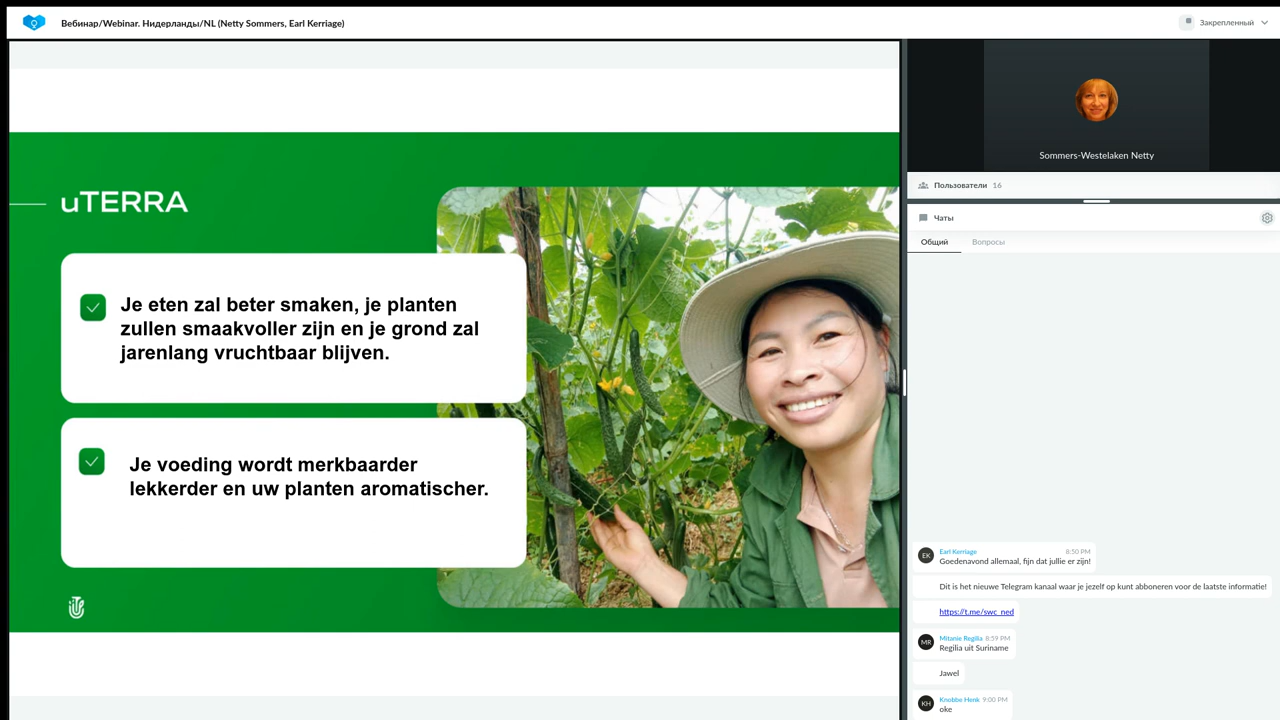 Вебинар/Webinar. Нидерланды/NL (Netty Sommers, Earl Kerriage)
Закрепленный
uTERRA
Je eten zal beter smaken, je planten
zullen smaakvoller zijn en je grond zal
jarenlang vruchtbaar blijven.
Je voeding wordt merkbaarder
lekkerder en uw planten aromatischer.
Sommers-Westelaken Netty
Пользователи 16
Чаты
Общий Вопросы
EK Earl Kerriage 8:50 PM
Goedenavond allemaal, fijn dat jullie er zijn!
Dit is het nieuwe Telegram kanaal waar je jezelf op kunt abboneren voor de laatste informatie!
https://t.me/swc_ned
MR Mitanie Regilia 8:59 PM
Regilia uit Suriname
Jawel
KH Knobbe Henk 9:00 PM
oke